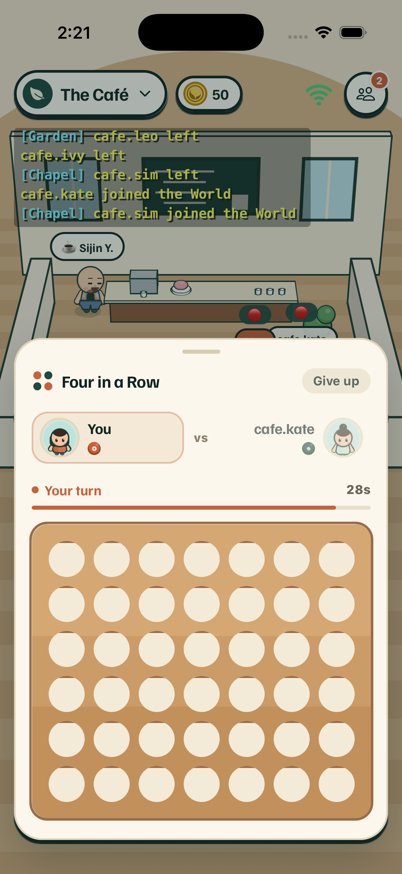 2:21
The Café
50
2
[Garden] cafe.leo left
cafe.ivy left
[Chapel] cafe.sim left
cafe.kate joined the World
[Chapel] cafe.sim joined the World
Sijin Y.
cafe.kate
Four in a Row
Give up
You
vs
cafe.kate
Your turn
28s